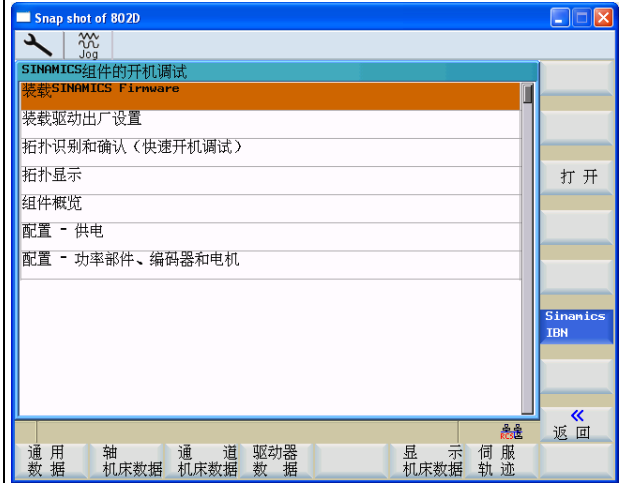 Snap shot of 802D
Jog
SINAMICS组件的开机调试
装载SINAMICS Firmware
装载驱动出厂设置
拓扑识别和确认（快速开机调试）
拓扑显示
打 开
组件概览
配置 - 供电
配置 - 功率部件、编码器和电机
Sinamics
IBN
RCS
«
返 回
通 用
数 据
轴
机床数据
通 道
机床数据
驱动器
数 据
显 示
机床数据
伺 服
轨 迹